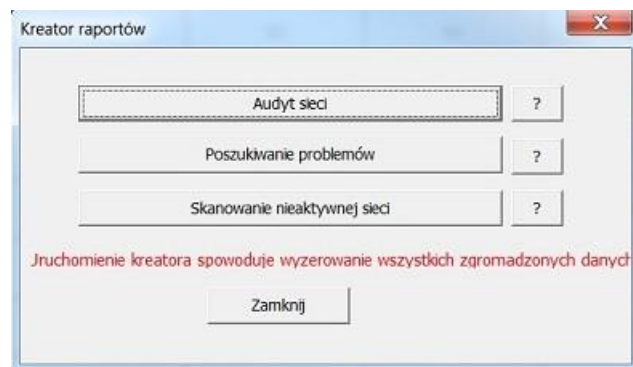 Kreator raportów
Audyt sieci ?
Poszukiwanie problemów ?
Skanowanie nieaktywnej sieci ?
Jruchomienie kreatora spowoduje wyzerowanie wszystkich zgromadzonych danych
Zamknij